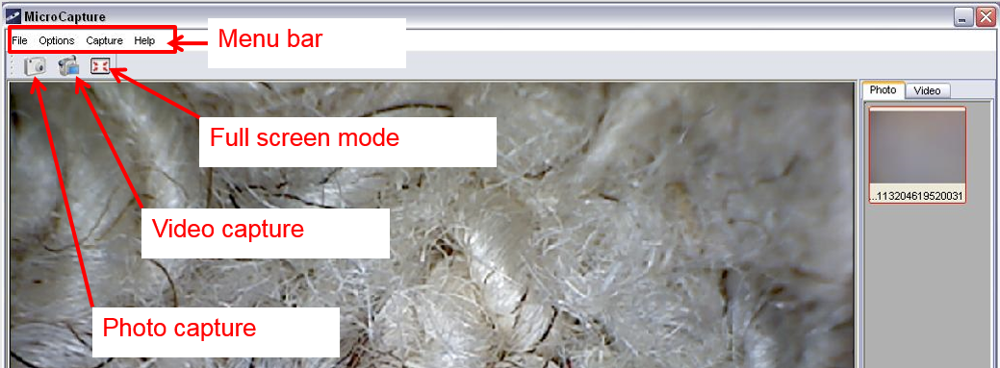 MicroCapture
File Options Capture Help
Menu bar
Photo Video
Full screen mode
...113204619520031
Video capture
Photo capture